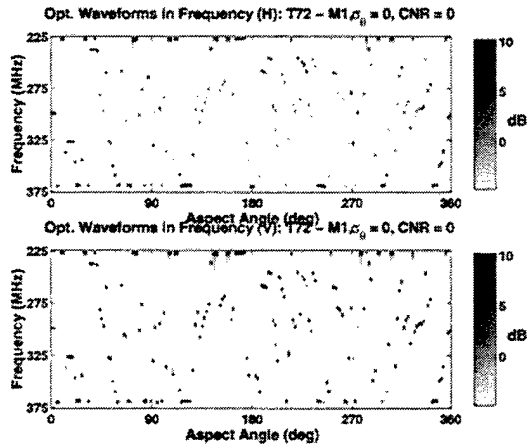 Opt. Waveforms in Frequency (H): T72 – M1,σθ = 0, CNR = 0
225
275
325
375
Frequency (MHz)
0 90 180 270 360
Aspect Angle (deg)
10
5
0
dB
Opt. Waveforms in Frequency (V): T72 – M1,σθ = 0, CNR = 0
225
275
325
375
Frequency (MHz)
0 90 180 270 360
Aspect Angle (deg)
10
5
0
dB